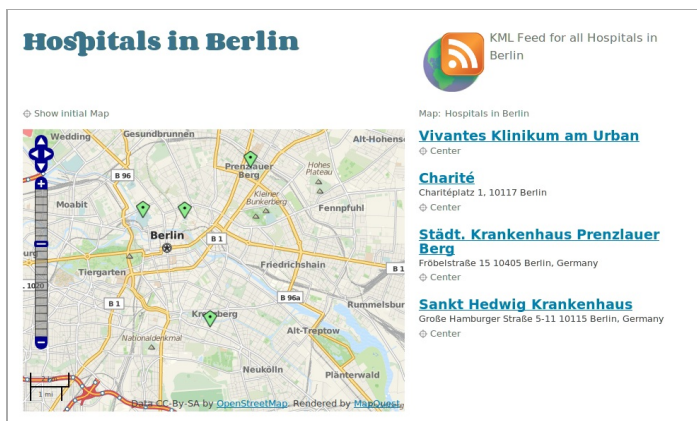 Hospitals in Berlin
KML Feed for all Hospitals in
Berlin
Show Initial Map
Map: Hospitals in Berlin
Wedding
Gesundbrunnen
Alt-Hohens
Prenzlauer
Berg
Hohes
Plateau
B 96
Kleiner
Bunkerberg
Moabit
Fennpfuhl
Berlin
B 1
Friedrichshain
Tiergarten
B 1
1020
B 96a
B 1
Rummelsbur
Kreuzberg
Alt-Treptow
Nationaldenkmal
Neukölln
Plänterwald
1 mi
Data CC-By-SA by OpenStreetMap. Rendered by MapQuest.
Vivantes Klinikum am Urban
Center
Charité
Charitéplatz 1, 10117 Berlin
Center
Städt. Krankenhaus Prenzlauer
Berg
Fröbelstraße 15 10405 Berlin, Germany
Center
Sankt Hedwig Krankenhaus
Große Hamburger Straße 5-11 10115 Berlin, Germany
Center